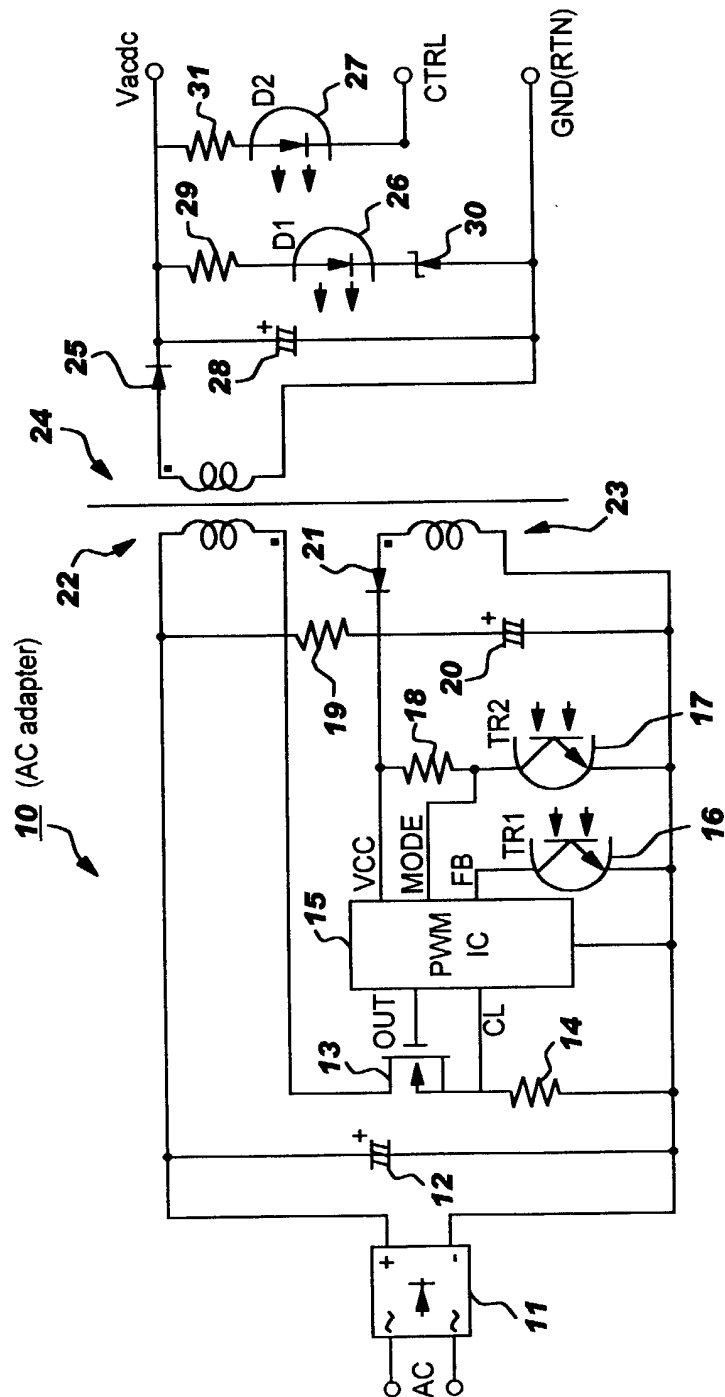 10 (AC adapter)
22
24
25
Vacdc
31
D2
27
CTRL
29
D1
26
30
GND(RTN)
28
+
23
21
19
20
+
18
TR2
17
TR1
16
VCC
MODE
FB
15
PWM
IC
OUT
CL
13
14
12
+
11
+
-
~
~
AC